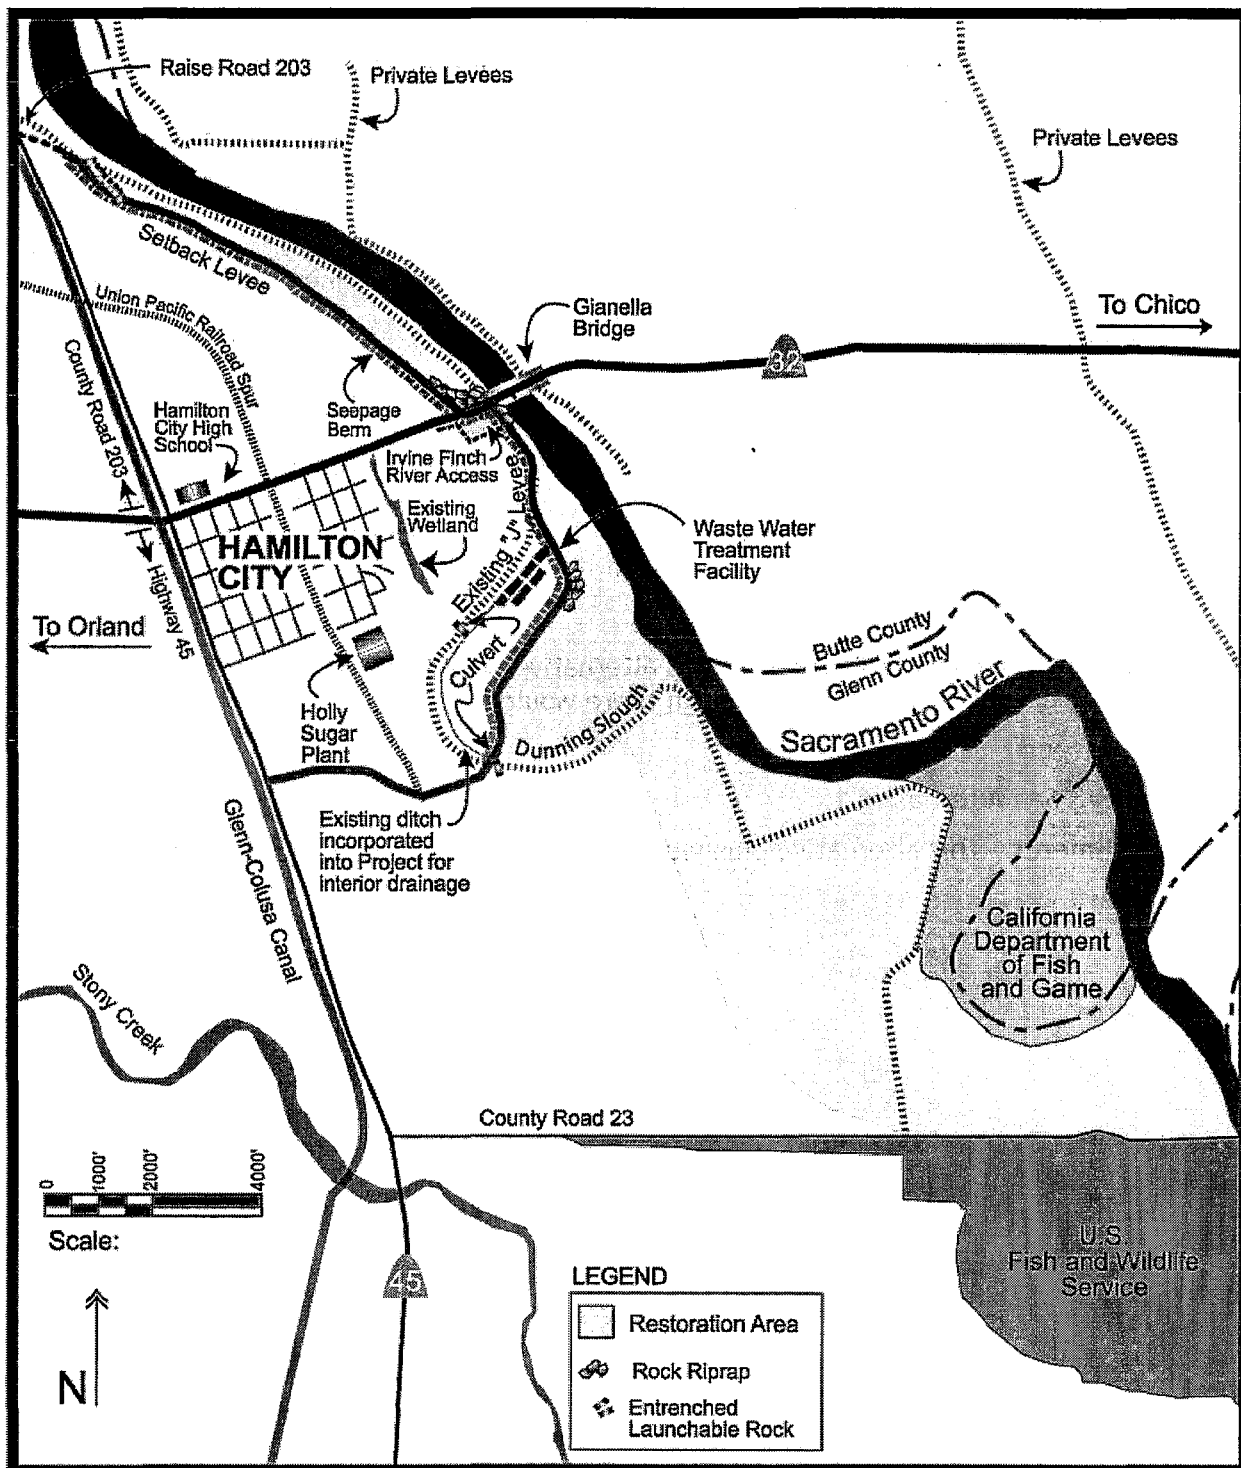 Raise Road 203
Private Levees
Private Levees
Setback Levee
Union Pacific Railroad Spur
County Road 203
Gianella
Bridge
To Chico
32
Hamilton
City High
School
Seepage
Berm
Irvine Finch
River Access
Existing
Wetland
Existing "J" Levee
Waste Water
Treatment
Facility
HAMILTON
CITY
Highway 45
To Orland
Culvert
Butte County
Glenn County
Sacramento River
Dunning Slough
Holly
Sugar
Plant
Existing ditch
incorporated
into Project for
interior drainage
Glenn-Colusa Canal
California
Department
of Fish
and Game
Stony Creek
County Road 23
0
1000'
2000'
4000'
Scale:
N
45
U.S.
Fish and Wildlife
Service
LEGEND
Restoration Area
Rock Riprap
Entrenched
Launchable Rock